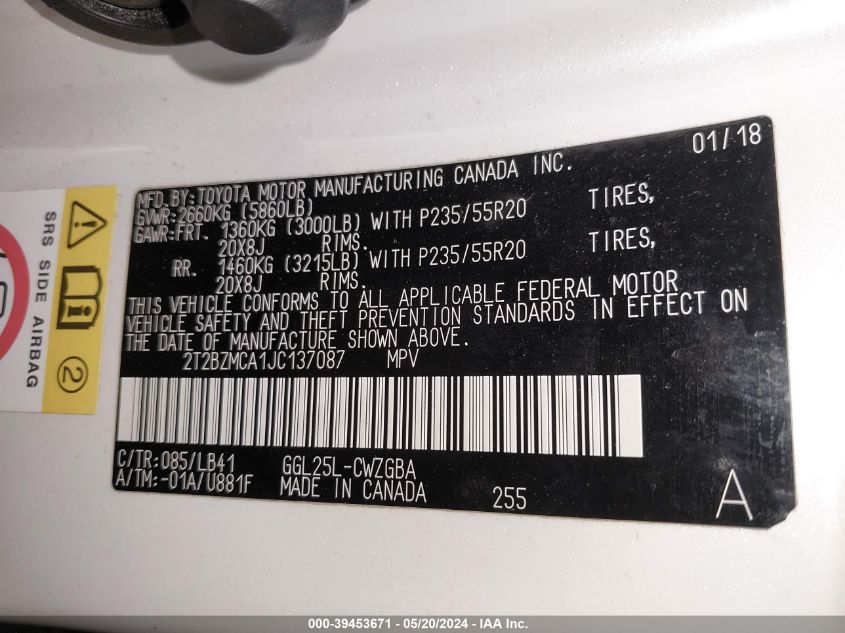 01/18
MFD.BY:TOYOTA MOTOR MANUFACTURING CANADA INC.
GVWR:2660KG (5860LB)
GAWR:FRT. 1360KG (3000LB) WITH P235/55R20 TIRES,
20X8J RIMS.
RR. 1460KG (3215LB) WITH P235/55R20 TIRES,
20X8J RIMS.
THIS VEHICLE CONFORMS TO ALL APPLICABLE FEDERAL MOTOR
VEHICLE SAFETY AND THEFT PREVENTION STANDARDS IN EFFECT ON
THE DATE OF MANUFACTURE SHOWN ABOVE.
2T2BZMCA1JC137087 MPV
C/TR:085/LB41 GGL25L-CWZGBA
A/TM:-01A/U881F MADE IN CANADA 255 A
SRS SIDE AIRBAG
2
000-39453671 - 05/20/2024 - IAA Inc.